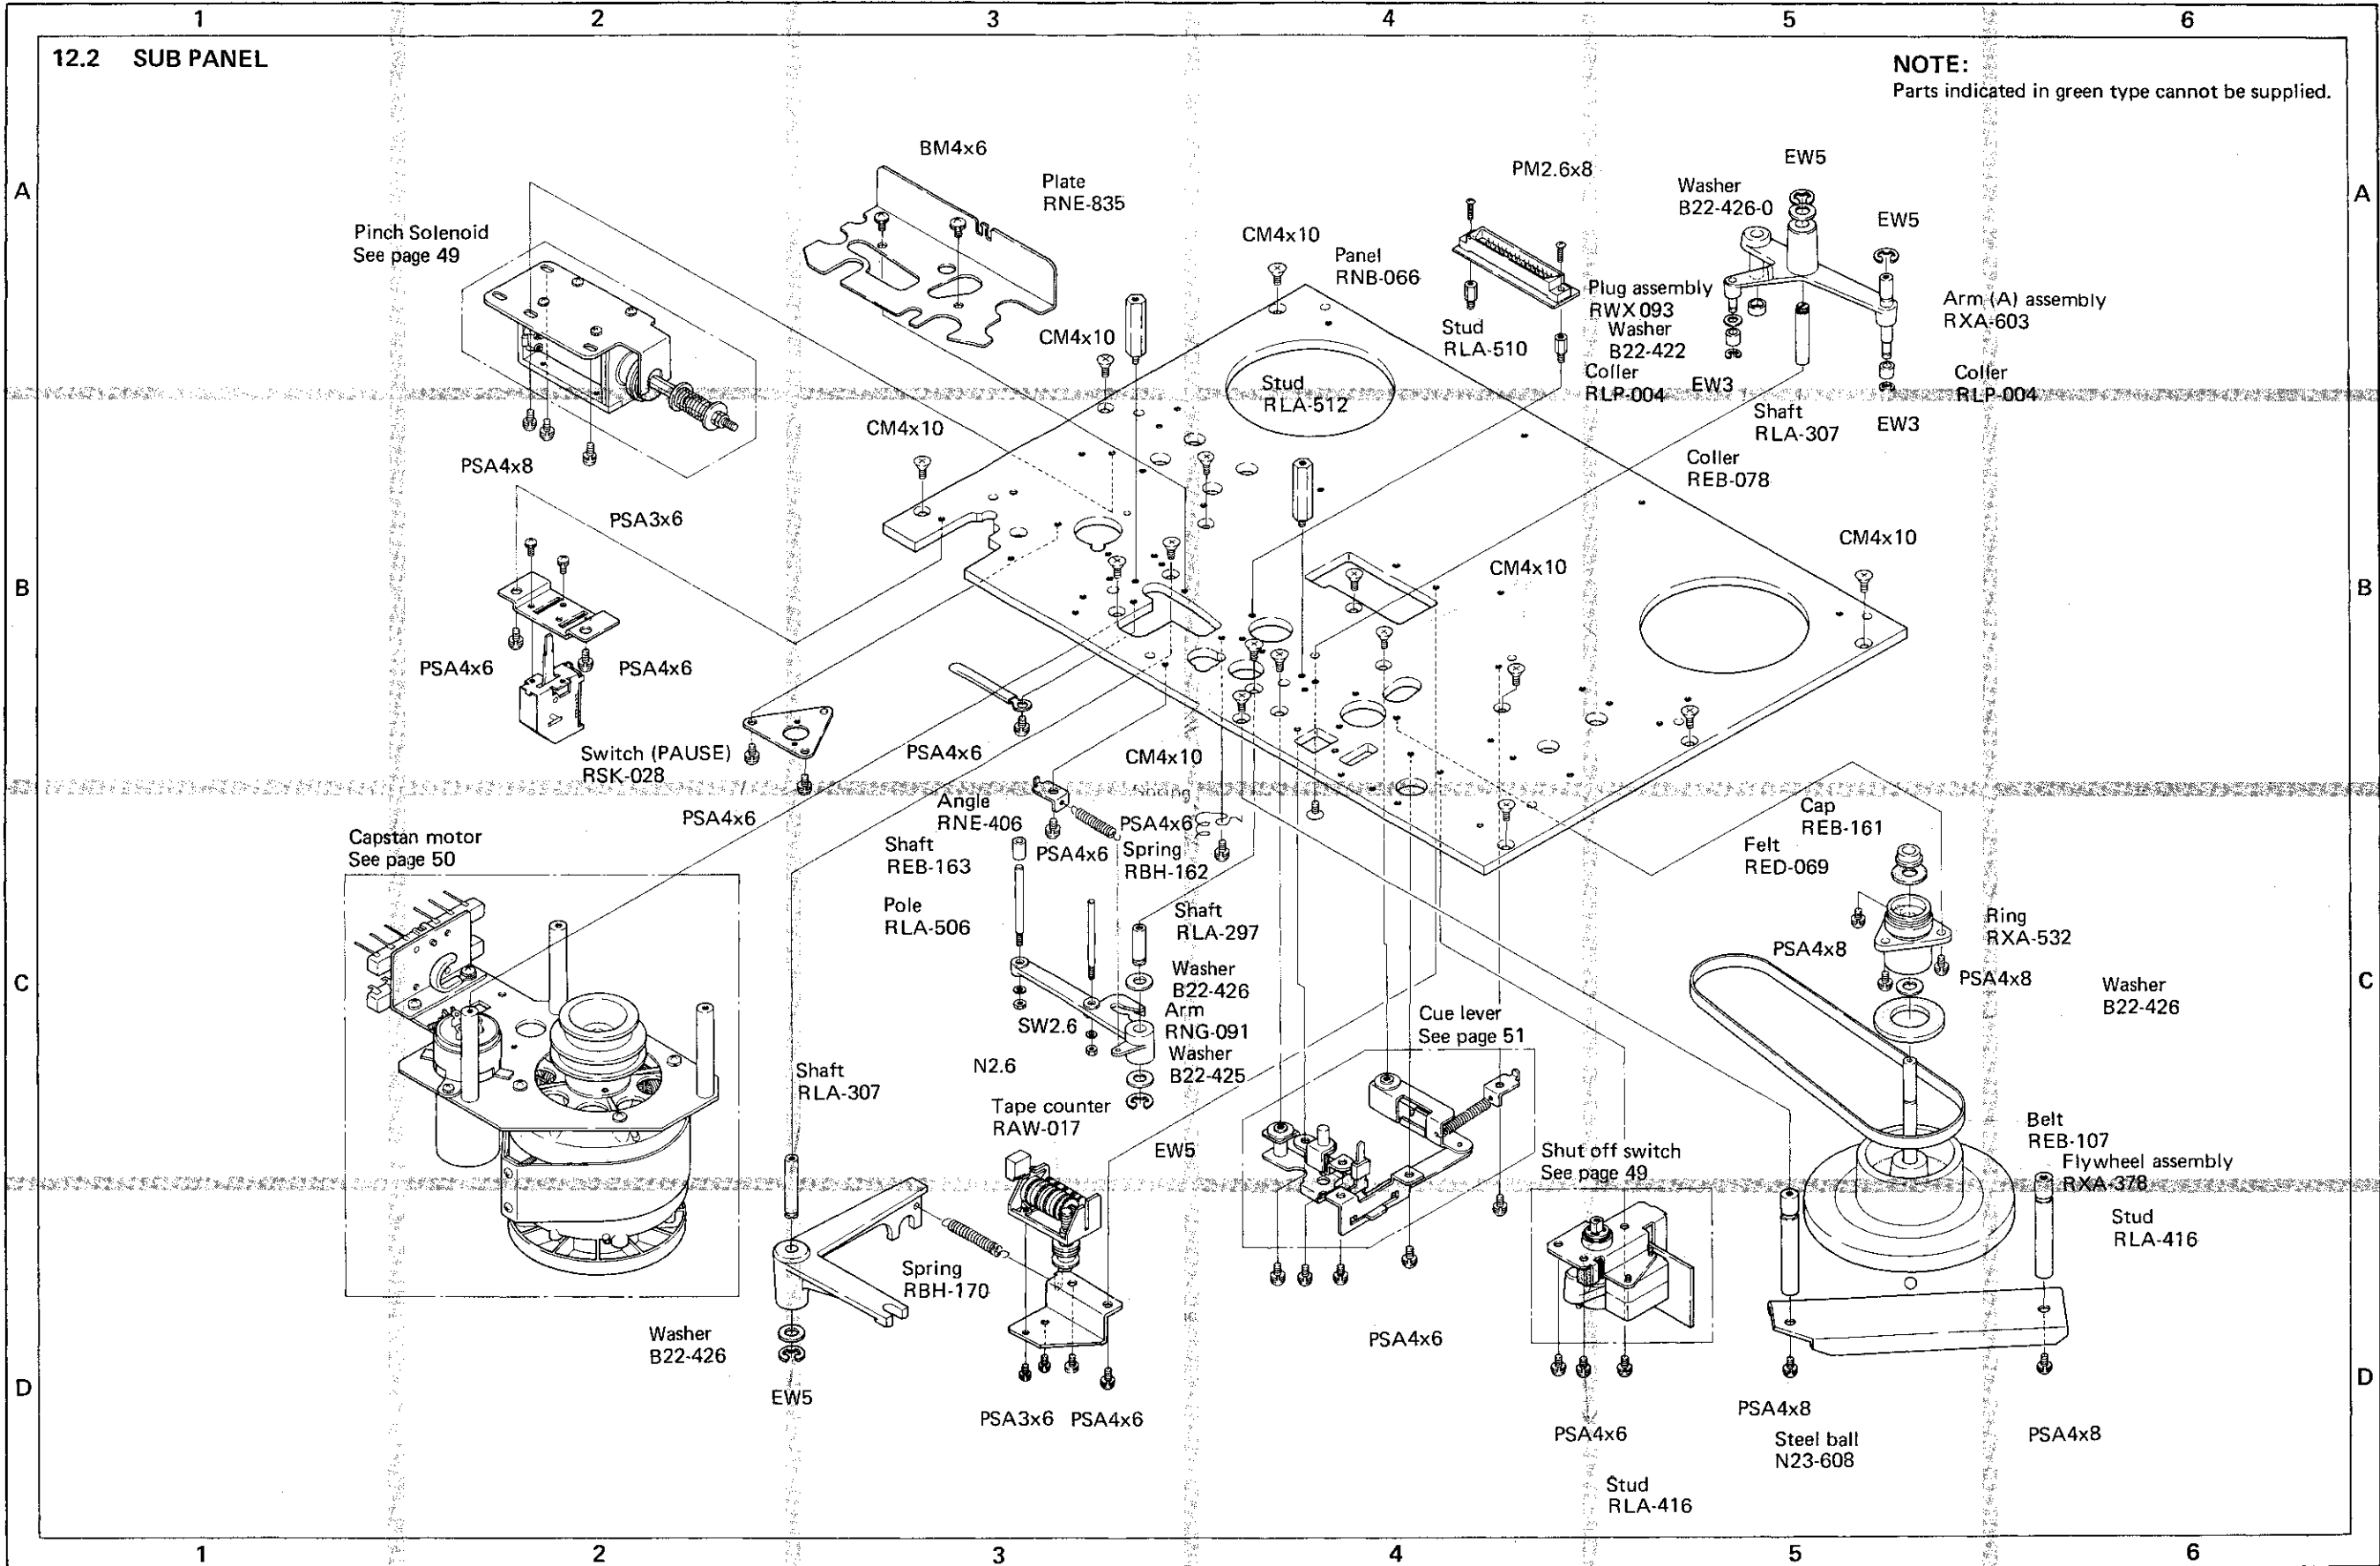 1 2 3 4 5 6
12.2 SUB PANEL
NOTE:
Parts indicated in green type cannot be supplied.
A
A
BM4x6
Plate
RNE-835
Pinch Solenoid
See page 49
CM4x10
Panel
RNB-066
CM4x10
PM2.6x8
Stud
RLA-510
Plug assembly
RWX 093
Washer
B22-422
Coller
RLP-004
EW3
EW5
Washer
B22-426-0
EW5
Arm (A) assembly
RXA-603
Coller
RLP-004
EW3
Shaft
RLA-307
Coller
REB-078
Stud
RLA-512
CM4x10
PSA4x8
PSA3x6
B
B
CM4x10
CM4x10
PSA4x6
PSA4x6
Switch (PAUSE)
RSK-028
PSA4x6
PSA4x6
CM4x10
Spring
Angle
RNE-406
PSA4x6
PSA4x6
Spring
RBH-162
Shaft
REB-163
Pole
RLA-506
Shaft
RLA-297
Washer
B22-426
Arm
RNG-091
Washer
B22-425
SW2.6
N2.6
EW5
Capstan motor
See page 50
C
C
Cap
REB-161
Felt
RED-069
Ring
RXA-532
PSA4x8
PSA4x8
Washer
B22-426
Cue lever
See page 51
Shaft
RLA-307
Tape counter
RAW-017
Shut off switch
See page 49
Belt
REB-107
Flywheel assembly
RXA-378
Stud
RLA-416
Spring
RBH-170
Washer
B22-426
EW5
D
D
PSA3x6 PSA4x6
PSA4x6
PSA4x6
Stud
RLA-416
PSA4x8
Steel ball
N23-608
PSA4x8
1 2 3 4 5 6